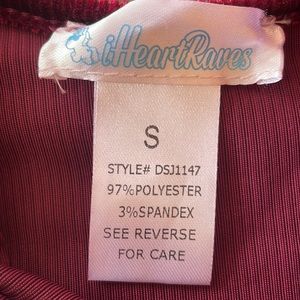 iHeartRaves
S
STYLE# DSJ1147
97%POLYESTER
3%SPANDEX
SEE REVERSE
FOR CARE